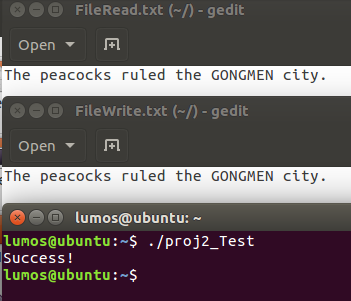 FileRead.txt (~/) - gedit
Open
The peacocks ruled the GONGMEN city.
FileWrite.txt (~/) - gedit
Open
The peacocks ruled the GONGMEN city.
lumos@ubuntu: ~
lumos@ubuntu:~$ ./proj2_Test
Success!
lumos@ubuntu:~$